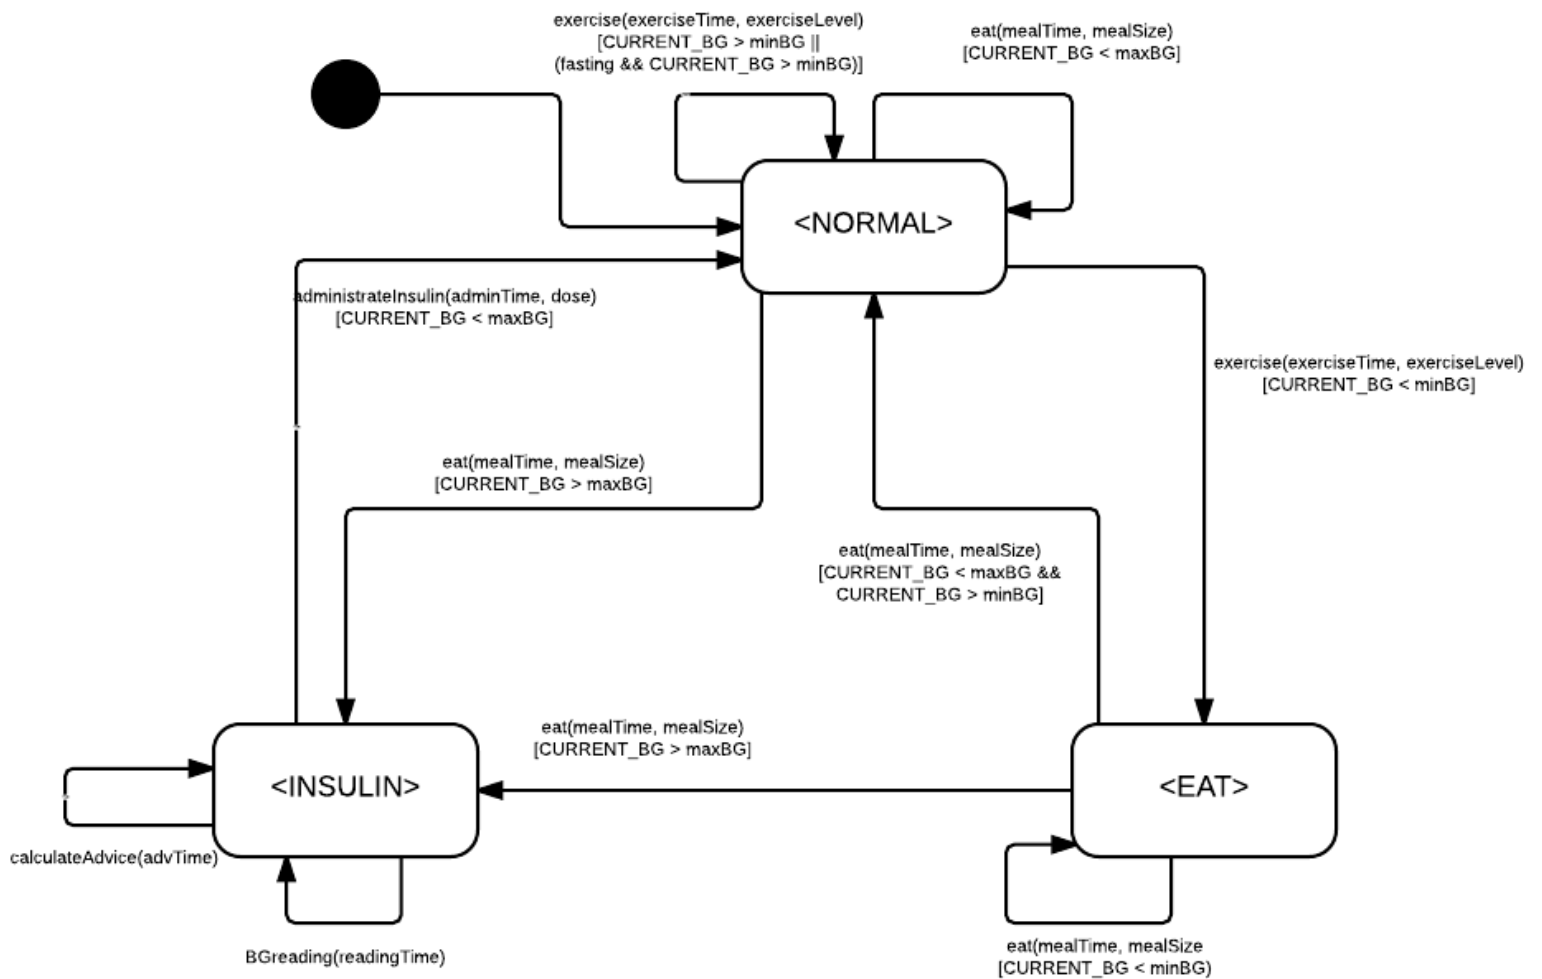 exercise(exerciseTime, exerciseLevel)
[CURRENT_BG > minBG ||
(fasting && CURRENT_BG > minBG)]
eat(mealTime, mealSize)
[CURRENT_BG < maxBG]
<NORMAL>
administrateInsulin(adminTime, dose)
[CURRENT_BG < maxBG]
exercise(exerciseTime, exerciseLevel)
[CURRENT_BG < minBG]
eat(mealTime, mealSize)
[CURRENT_BG > maxBG]
eat(mealTime, mealSize)
[CURRENT_BG < maxBG &&
CURRENT_BG > minBG]
eat(mealTime, mealSize)
[CURRENT_BG > maxBG]
<INSULIN>
<EAT>
calculateAdvice(advTime)
BGreading(readingTime)
eat(mealTime, mealSize
[CURRENT_BG < minBG)